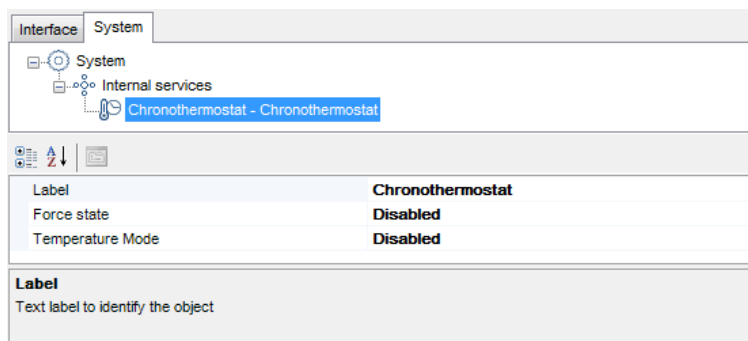 Interface System
System
Internal services
Chronothermostat - Chronothermostat
Label Chronothermostat
Force state Disabled
Temperature Mode Disabled
Label
Text label to identify the object